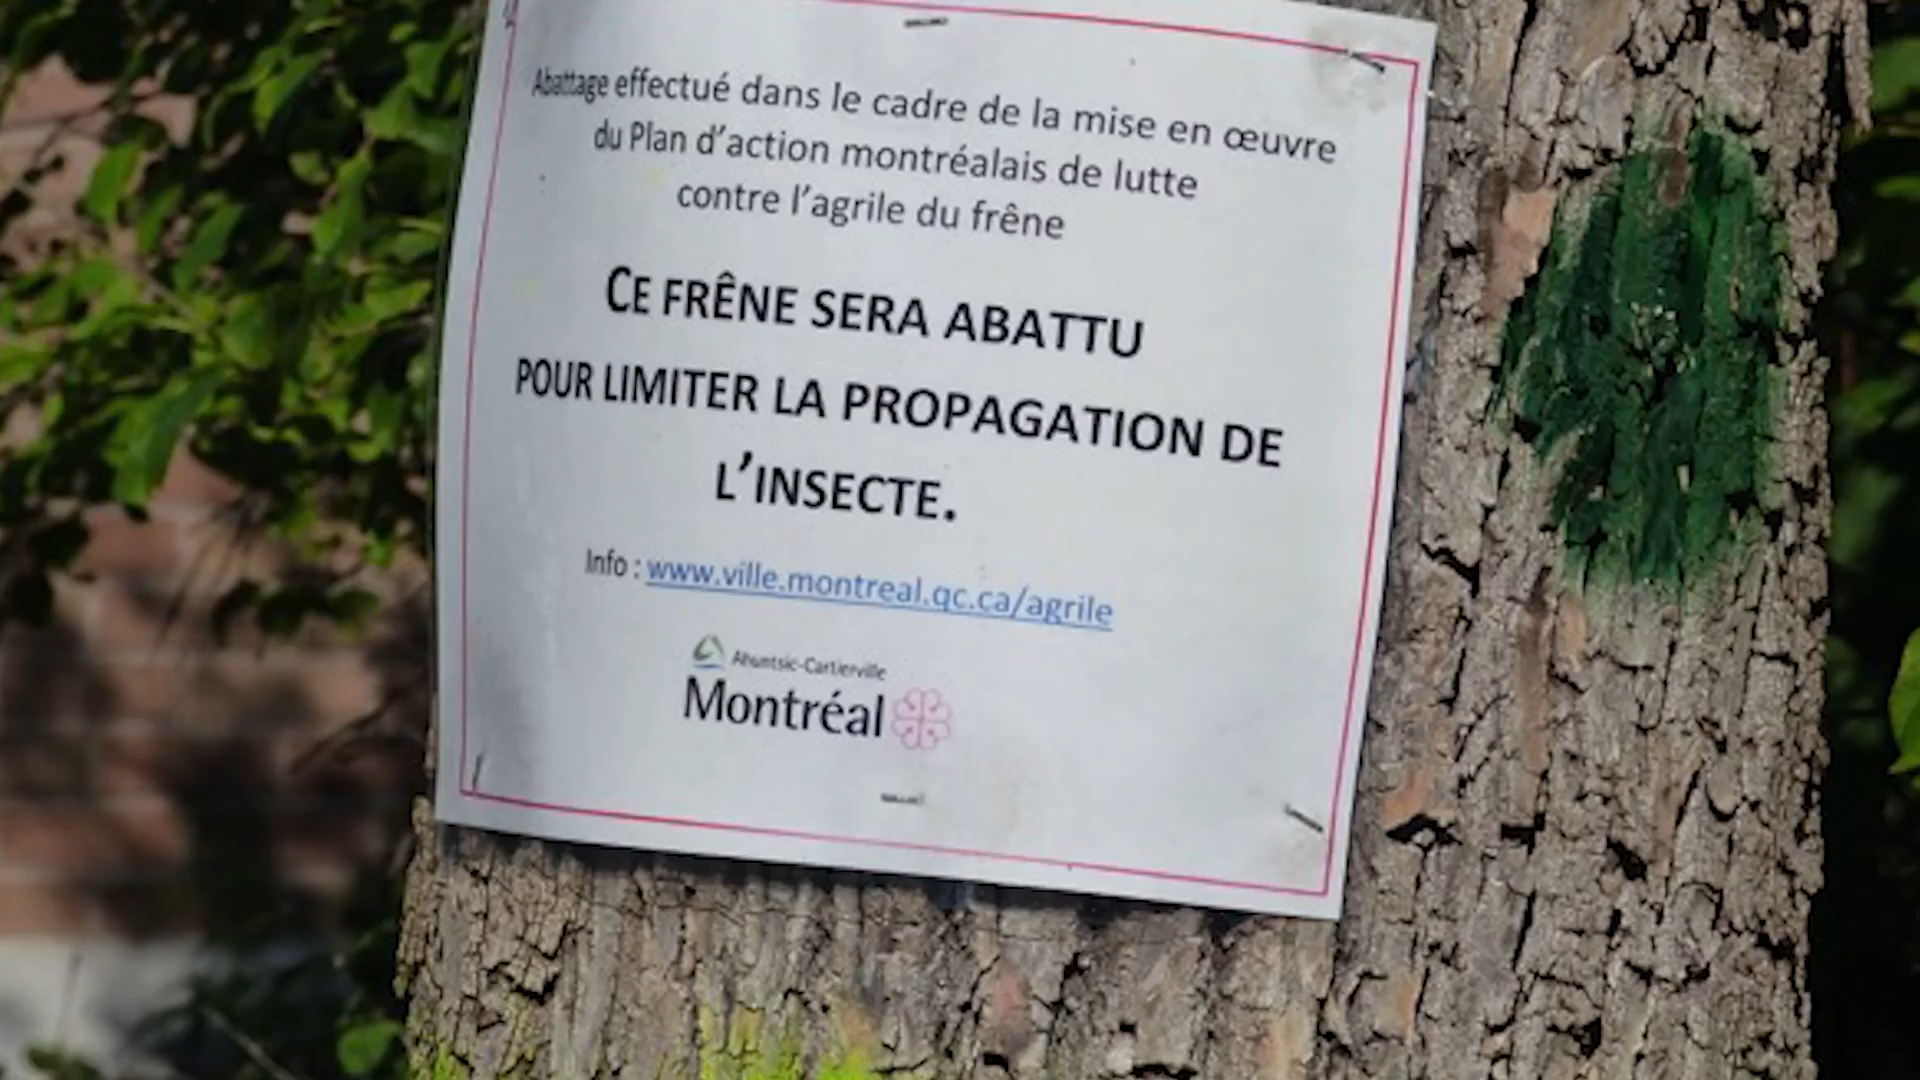 Abattage effectué dans le cadre de la mise en œuvre
du Plan d'action montréalais de lutte
contre l'agrile du frêne
CE FRÊNE SERA ABATTU
POUR LIMITER LA PROPAGATION DE
L'INSECTE.
Info : www.ville.montreal.qc.ca/agrile
Ahuntsic-Cartierville
Montréal